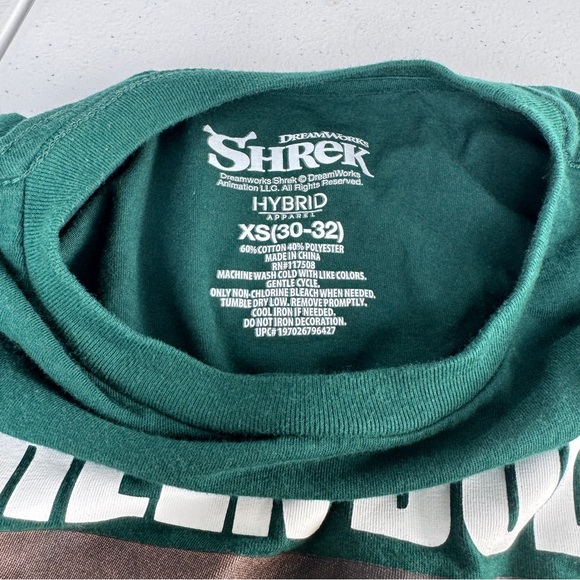 DREAMWORKS
SHREK
Dreamworks Shrek © DreamWorks
Animation LLC. All Rights Reserved.
HYBRID
APPAREL
XS(30-32)
60% COTTON 40% POLYESTER
MADE IN CHINA
RN#117508
MACHINE WASH COLD WITH LIKE COLORS.
GENTLE CYCLE.
ONLY NON-CHLORINE BLEACH WHEN NEEDED.
TUMBLE DRY LOW. REMOVE PROMPTLY.
COOL IRON IF NEEDED.
DO NOT IRON DECORATION.
UPC# 197026796427